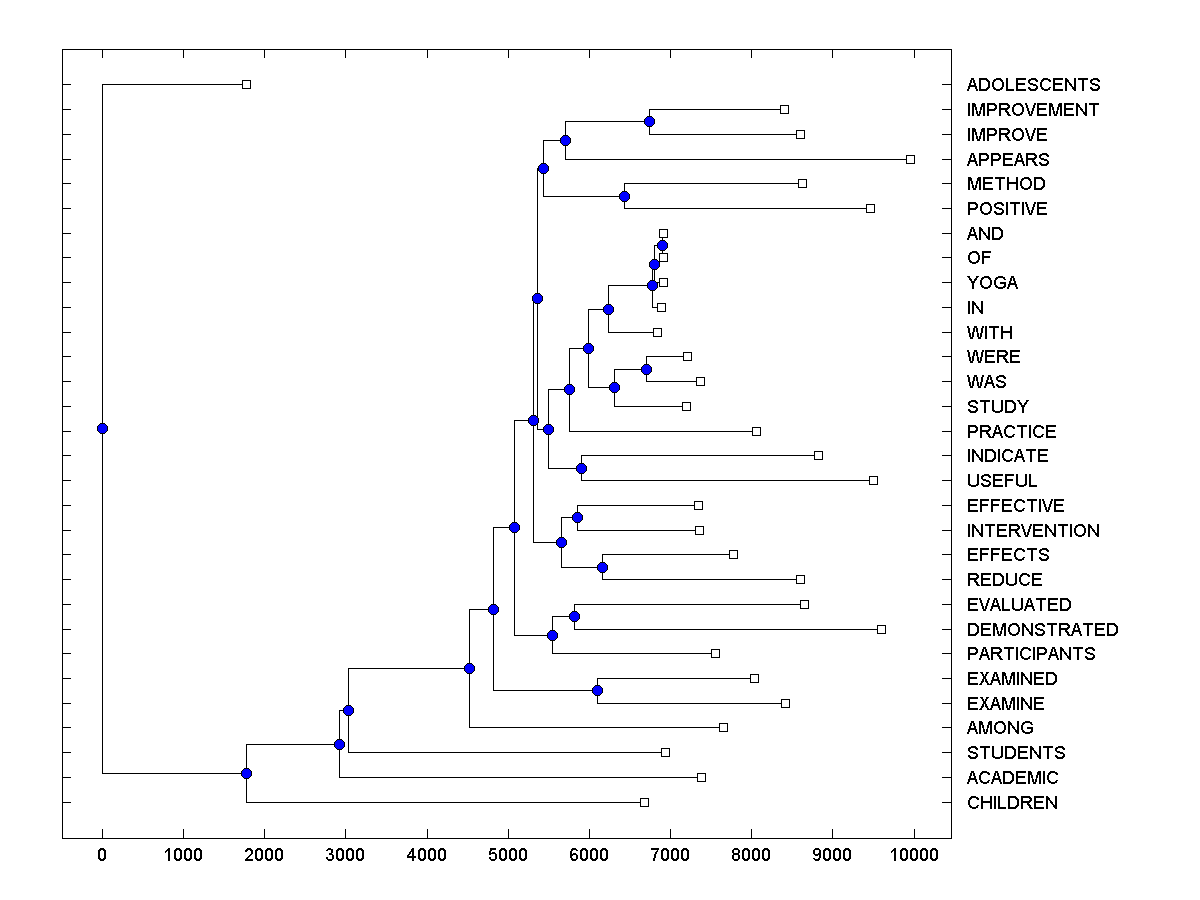 ADOLESCENTS
IMPROVEMENT
IMPROVE
APPEARS
METHOD
POSITIVE
AND
OF
YOGA
IN
WITH
WERE
WAS
STUDY
PRACTICE
INDICATE
USEFUL
EFFECTIVE
INTERVENTION
EFFECTS
REDUCE
EVALUATED
DEMONSTRATED
PARTICIPANTS
EXAMINED
EXAMINE
AMONG
STUDENTS
ACADEMIC
CHILDREN
0 1000 2000 3000 4000 5000 6000 7000 8000 9000 10000